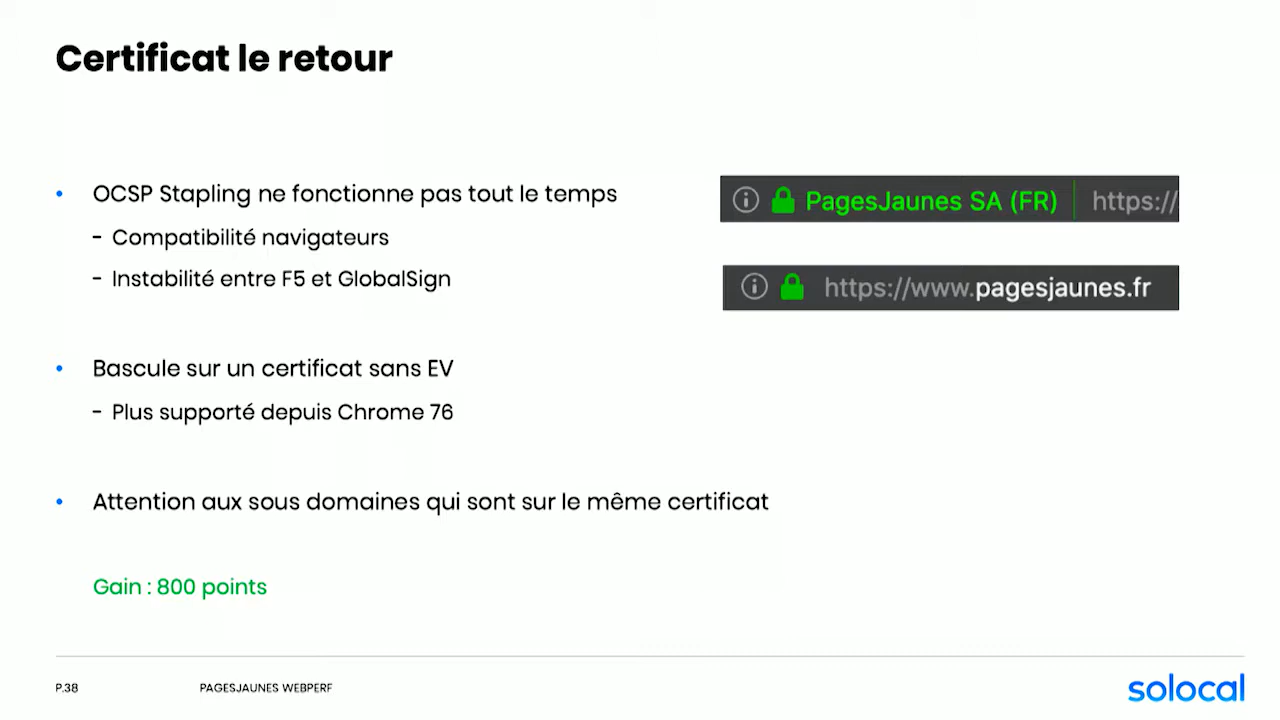 Certificat le retour
• OCSP Stapling ne fonctionne pas tout le temps
- Compatibilité navigateurs
- Instabilité entre F5 et GlobalSign
PagesJaunes SA (FR) https://
https://www.pagesjaunes.fr
• Bascule sur un certificat sans EV
- Plus supporté depuis Chrome 76
• Attention aux sous domaines qui sont sur le même certificat
Gain : 800 points
P.38 PAGESJAUNES WEBPERF
solocal